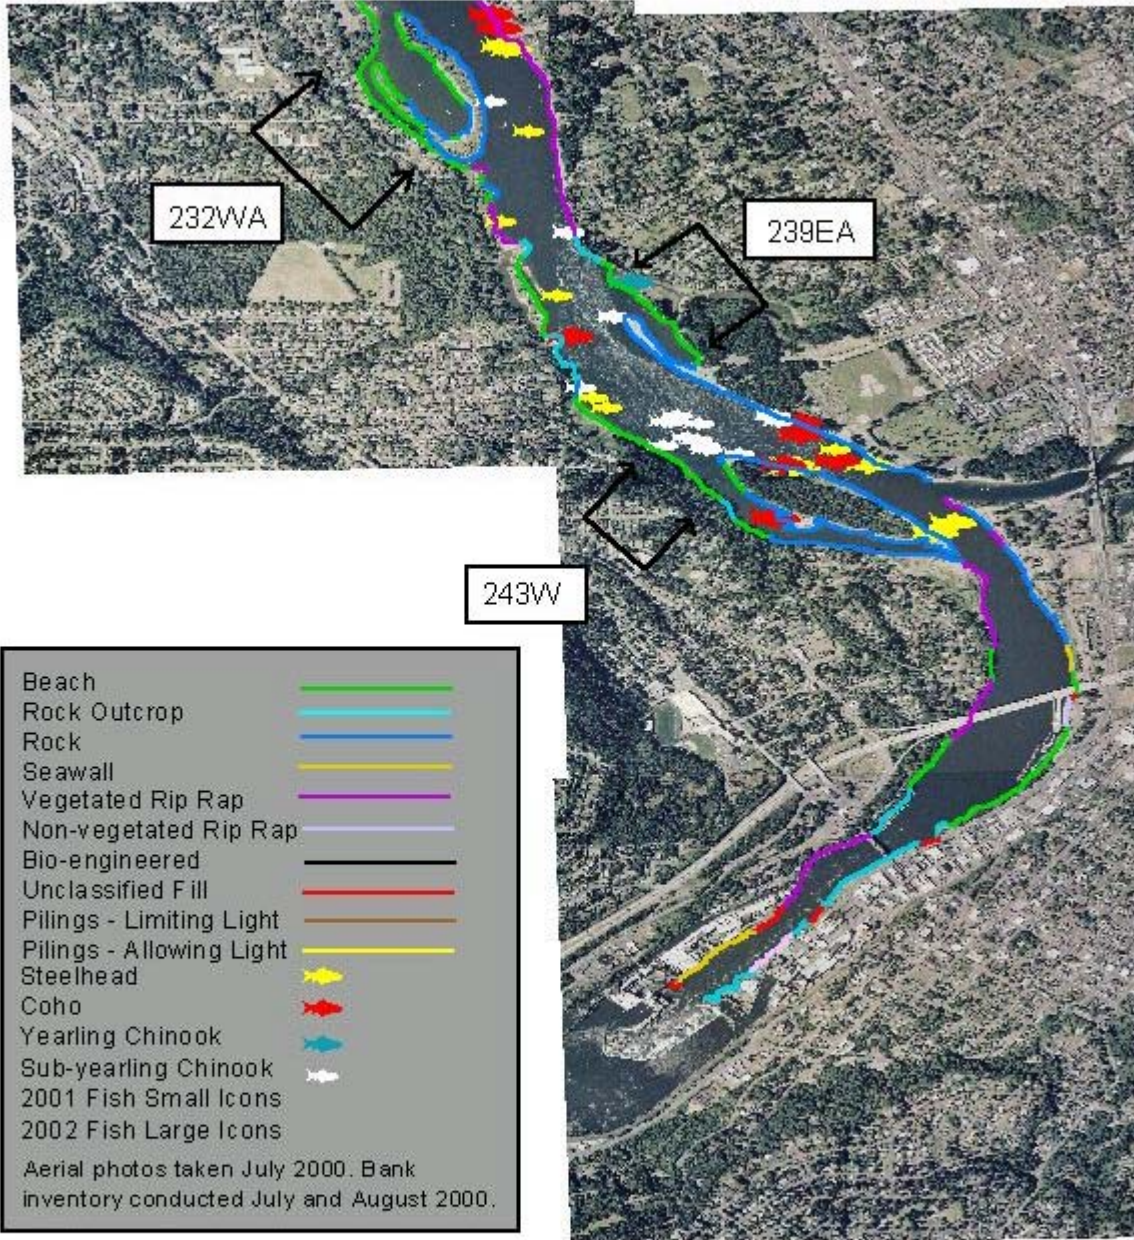 232WA
239EA
243W
Beach
Rock Outcrop
Rock
Seawall
Vegetated Rip Rap
Non-vegetated Rip Rap
Bio-engineered
Unclassified Fill
Pilings - Limiting Light
Pilings - Allowing Light
Steelhead
Coho
Yearling Chinook
Sub-yearling Chinook
2001 Fish Small Icons
2002 Fish Large Icons
Aerial photos taken July 2000. Bank
inventory conducted July and August 2000.